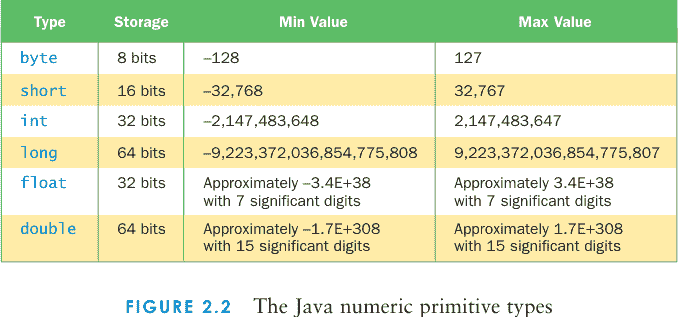 Type Storage Min Value Max Value
byte 8 bits –128 127
short 16 bits –32,768 32,767
int 32 bits –2,147,483,648 2,147,483,647
long 64 bits –9,223,372,036,854,775,808 9,223,372,036,854,775,807
float 32 bits Approximately –3.4E+38 Approximately 3.4E+38
with 7 significant digits with 7 significant digits
double 64 bits Approximately –1.7E+308 Approximately 1.7E+308
with 15 significant digits with 15 significant digits
FIGURE 2.2 The Java numeric primitive types